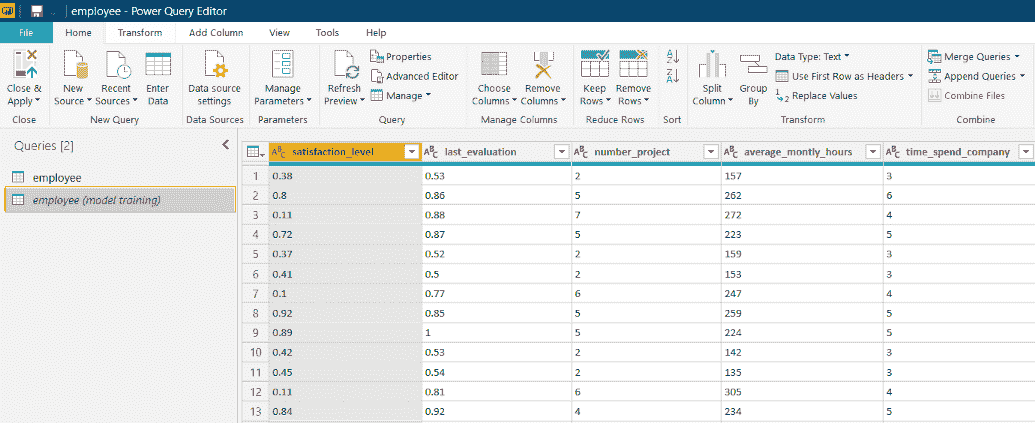 employee - Power Query Editor
File Home Transform Add Column View Tools Help
Close & Apply New Source Recent Sources Enter Data Data source settings Manage Parameters Refresh Preview Properties Advanced Editor Manage Choose Columns Remove Columns Keep Rows Remove Rows Split Column Group By Data Type: Text Use First Row as Headers Replace Values Merge Queries Append Queries Combine Files
Close New Query Data Sources Parameters Query Manage Columns Reduce Rows Sort Transform Combine
Queries [2]
employee
employee (model training)
ABC satisfaction_level ABC last_evaluation ABC number_project ABC average_montly_hours ABC time_spend_company
1 0.38 0.53 2 157 3
2 0.8 0.86 5 262 6
3 0.11 0.88 7 272 4
4 0.72 0.87 5 223 5
5 0.37 0.52 2 159 3
6 0.41 0.5 2 153 3
7 0.1 0.77 6 247 4
8 0.92 0.85 5 259 5
9 0.89 1 5 224 5
10 0.42 0.53 2 142 3
11 0.45 0.54 2 135 3
12 0.11 0.81 6 305 4
13 0.84 0.92 4 234 5